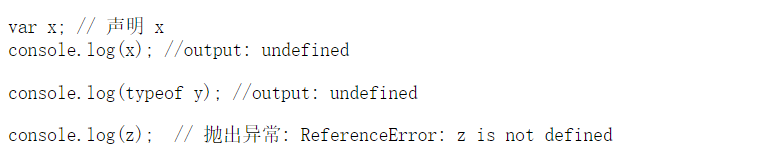 var x; // 声明 x
console.log(x); //output: undefined
console.log(typeof y); //output: undefined
console.log(z);  // 抛出异常: ReferenceError: z is not defined